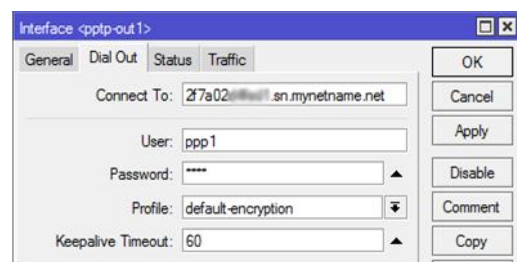 Interface <pptp-out1>
General Dial Out Status Traffic
OK
Connect To: 2f7a02 .sn.mynetname.net
Cancel
User: ppp1
Apply
Password: ****
Disable
Profile: default-encryption
Comment
Keepalive Timeout: 60
Copy